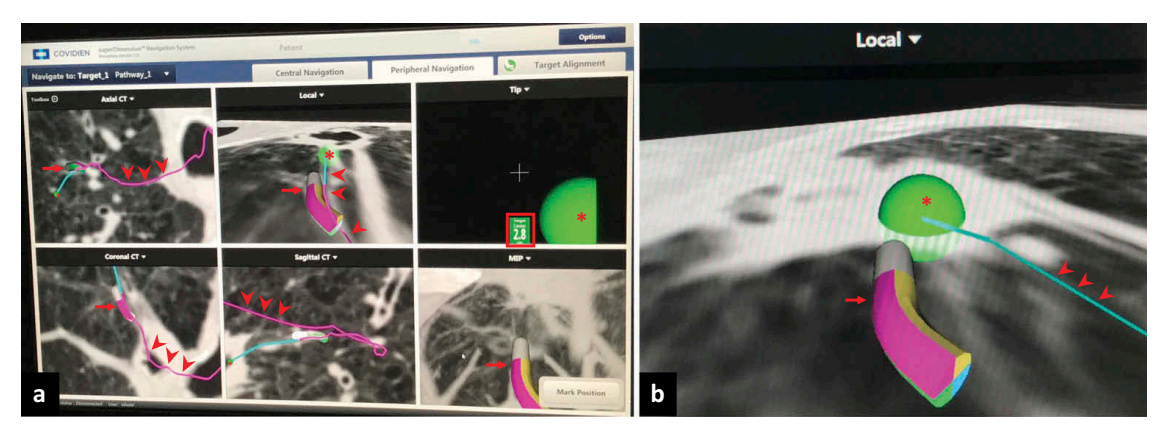 COVIDIEN superDimension™ Navigation System
Patient
Options
Navigate to: Target_1 Pathway_1
Central Navigation
Peripheral Navigation
Target Alignment
Toolbox
Axial CT
Local
Tip
Target
2.8
Coronal CT
Sagittal CT
MIP
Mark Position
a
Local
b